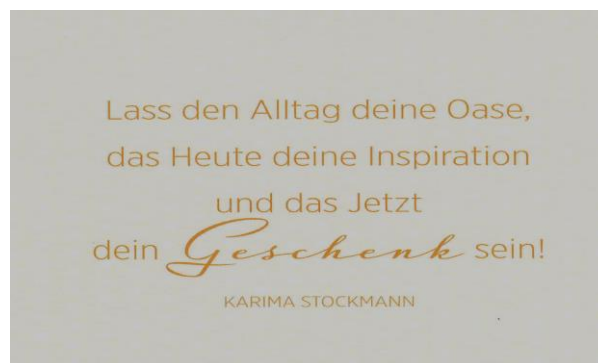 Lass den Alltag deine Oase,
das Heute deine Inspiration
und das Jetzt
dein Geschenk sein!
KARIMA STOCKMANN